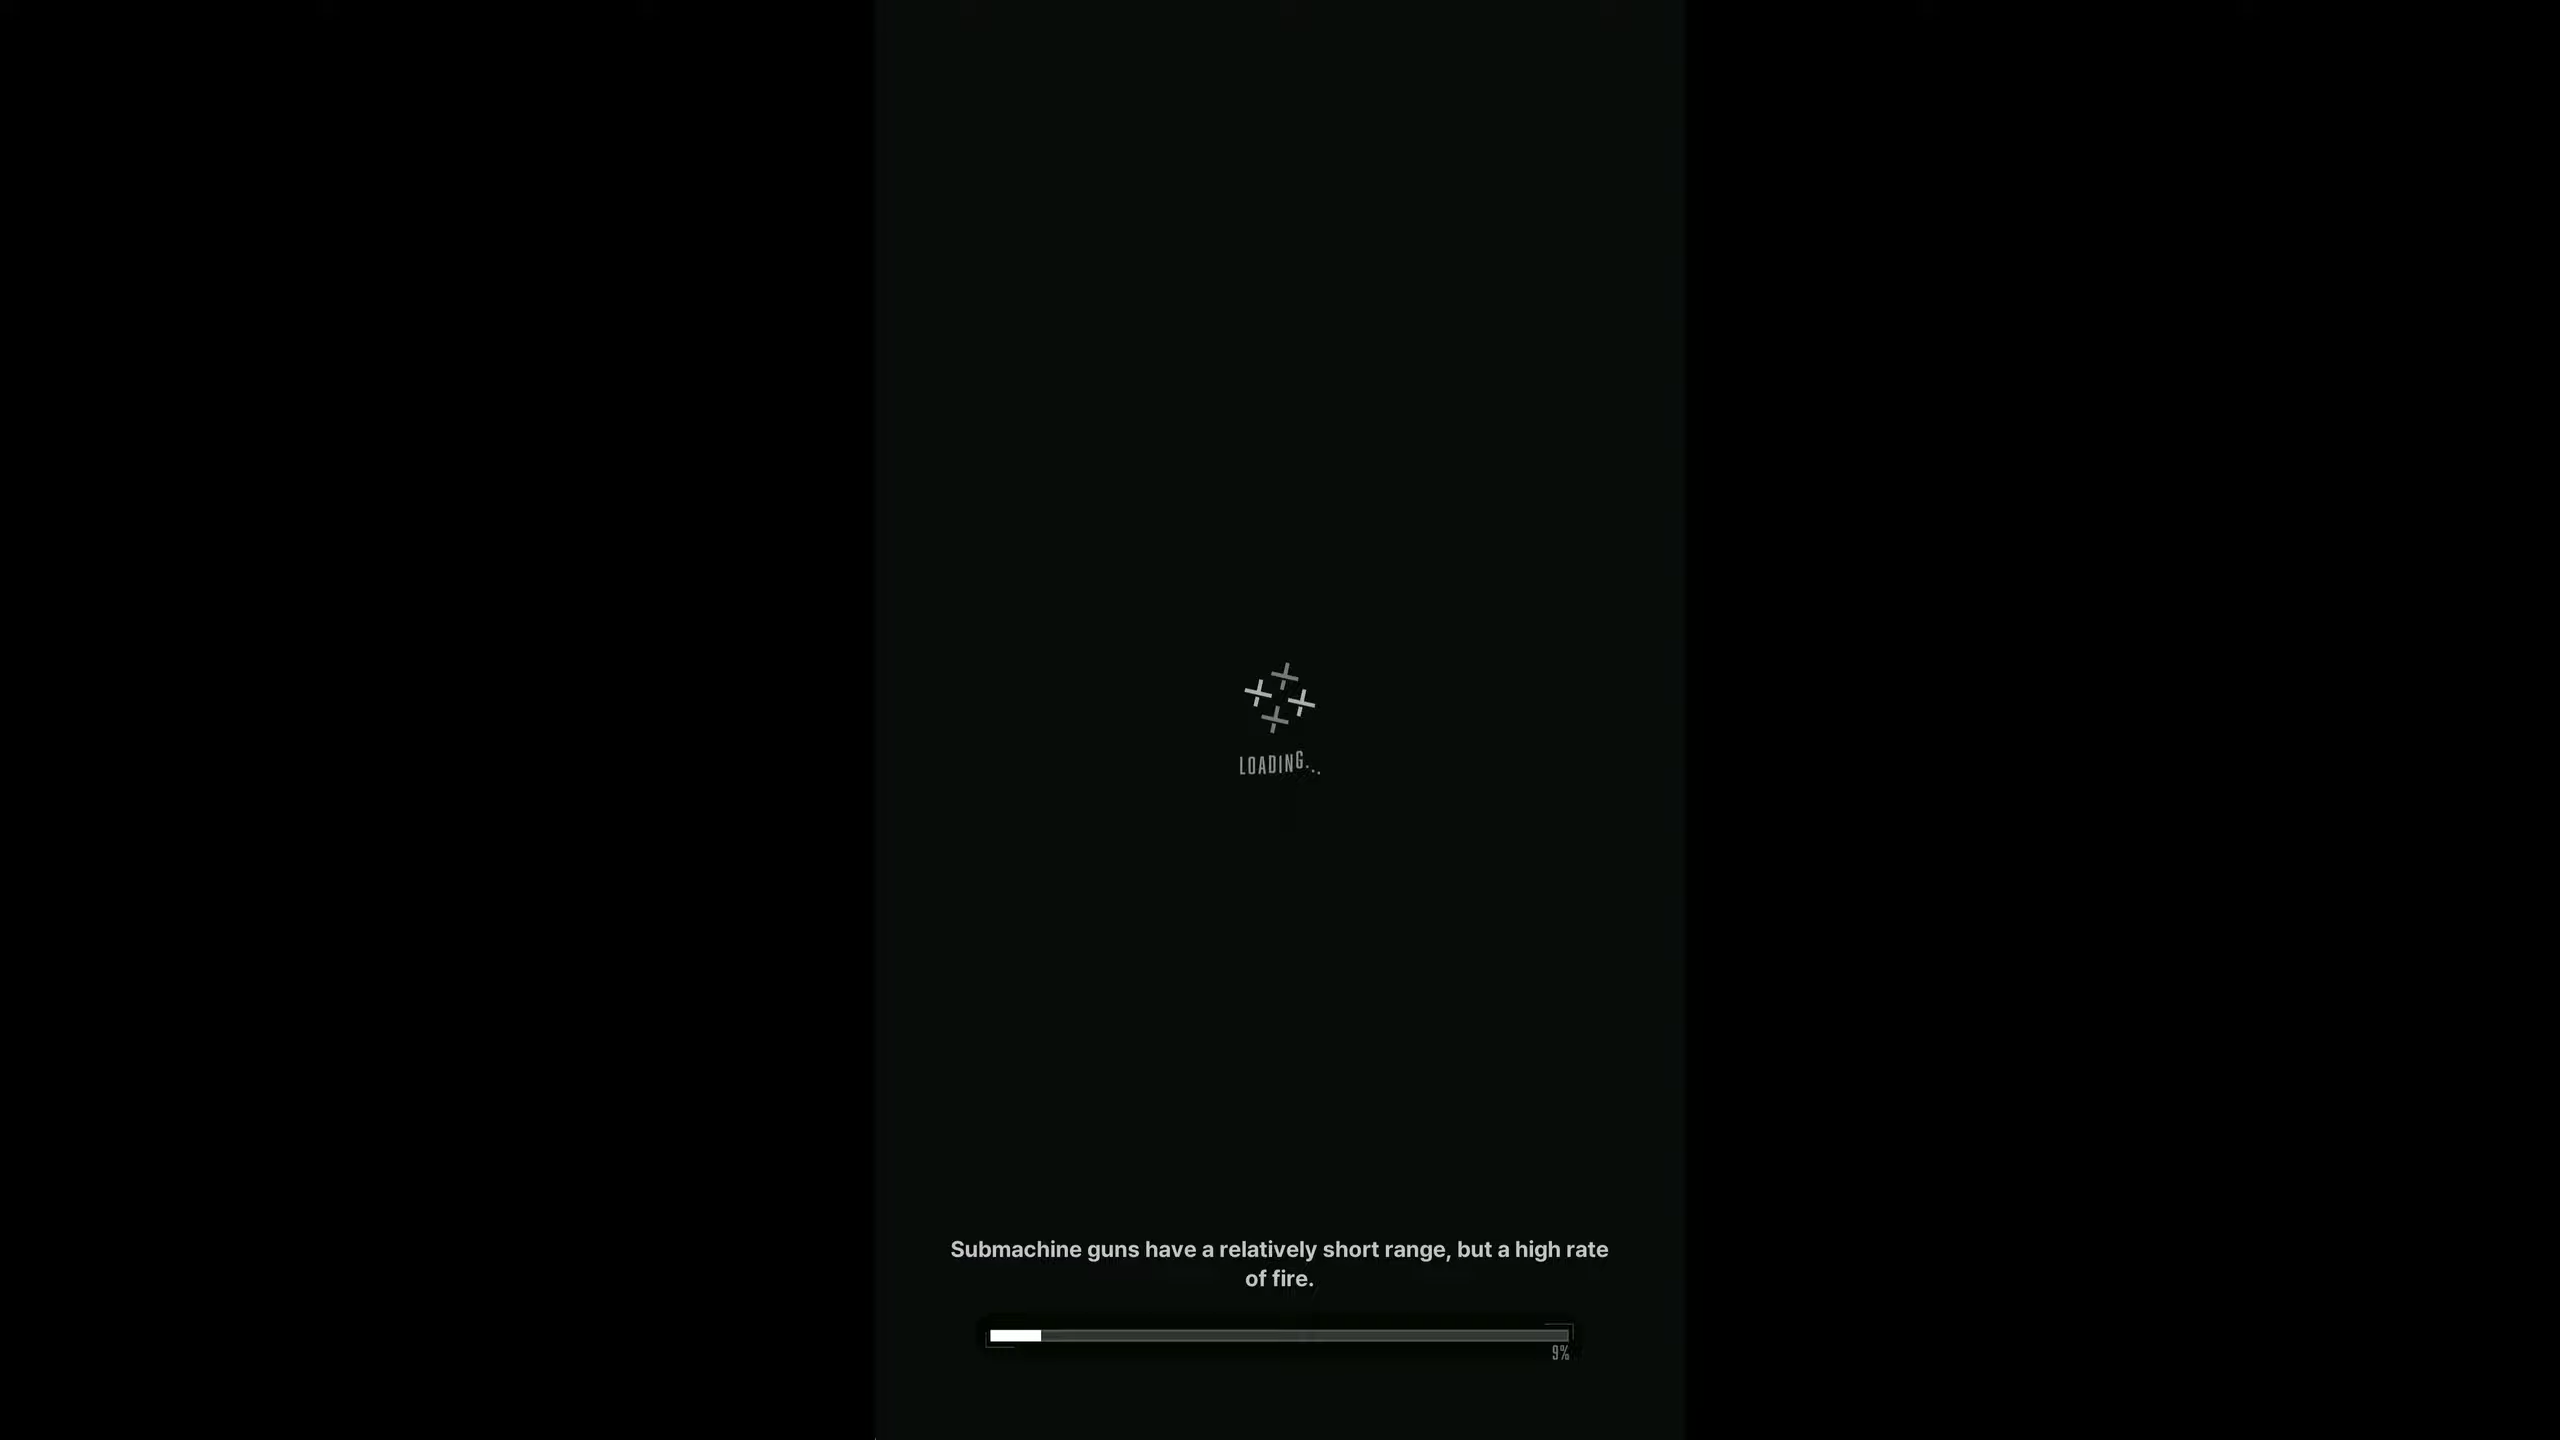 LOADING...
Submachine guns have a relatively short range, but a high rate
of fire.
9%